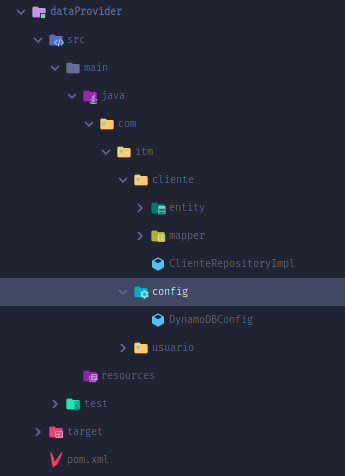 dataProvider
src
main
java
com
itm
cliente
entity
mapper
ClienteRepositoryImpl
config
DynamoDBConfig
usuario
resources
test
target
pom.xml